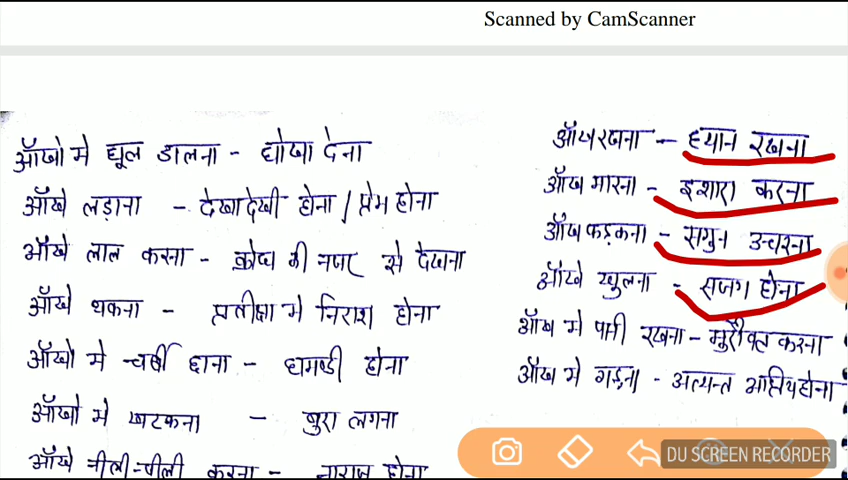 Scanned by CamScanner
आँखो मे धूल डालना - धोखा देना
आँखे लड़ाना - देखा देखी होना / प्रेम होना
आँखे लाल करना - क्रोध की नजर से देखना
आँखे थकना - प्रतीक्षा मे निराश होना
आँखो मे चर्बी छाना - घमण्डी होना
आँखो मे खटकना - बुरा लगना
आँखे नीली-पीली करना - नाराज होना
आँख रखना - ध्यान रखना
आँख मारना - इशारा करना
आँख फड़कना - सगुन उचरना
आँखे खुलना - सजग होना
आँख मे पानी रखना - मुरौवत करना
आँख मे गड़ना - अत्यन्त अप्रिय होना
DU SCREEN RECORDER